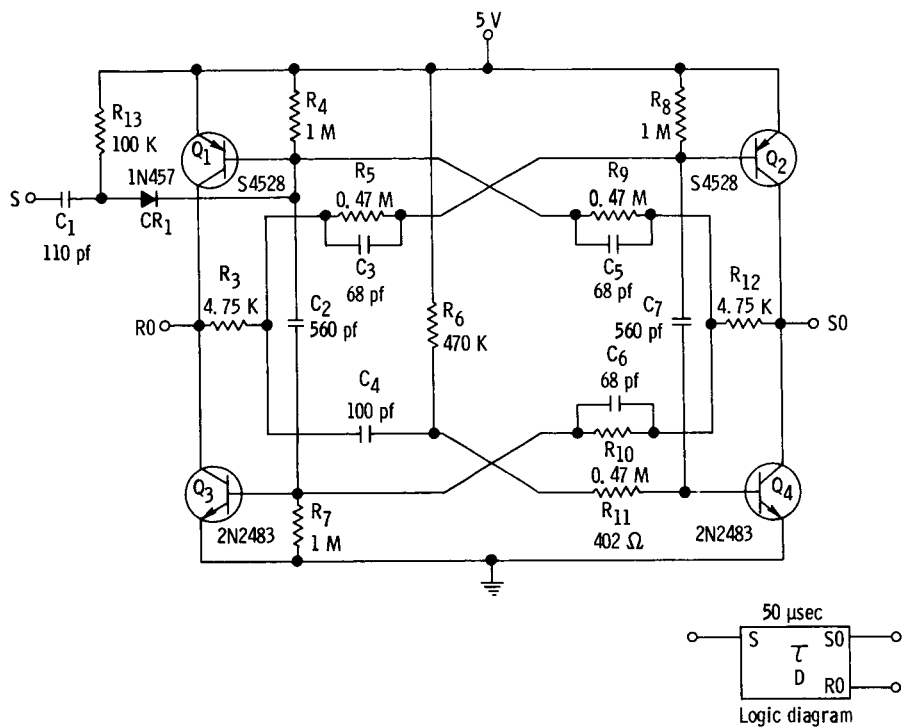 5 V
R13
100 K
R4
1 M
R8
1 M
Q1
Q2
S4528
S4528
1N457
S
C1
110 pf
CR1
R5
0.47 M
R9
0.47 M
C3
68 pf
C5
68 pf
R3
4.75 K
R12
4.75 K
R0
S0
C2
560 pf
R6
470 K
C7
560 pf
C4
100 pf
C6
68 pf
R10
0.47 M
Q3
Q4
2N2483
2N2483
R7
1 M
R11
402 Ω
50 μsec
S
S0
τ
D
R0
Logic diagram